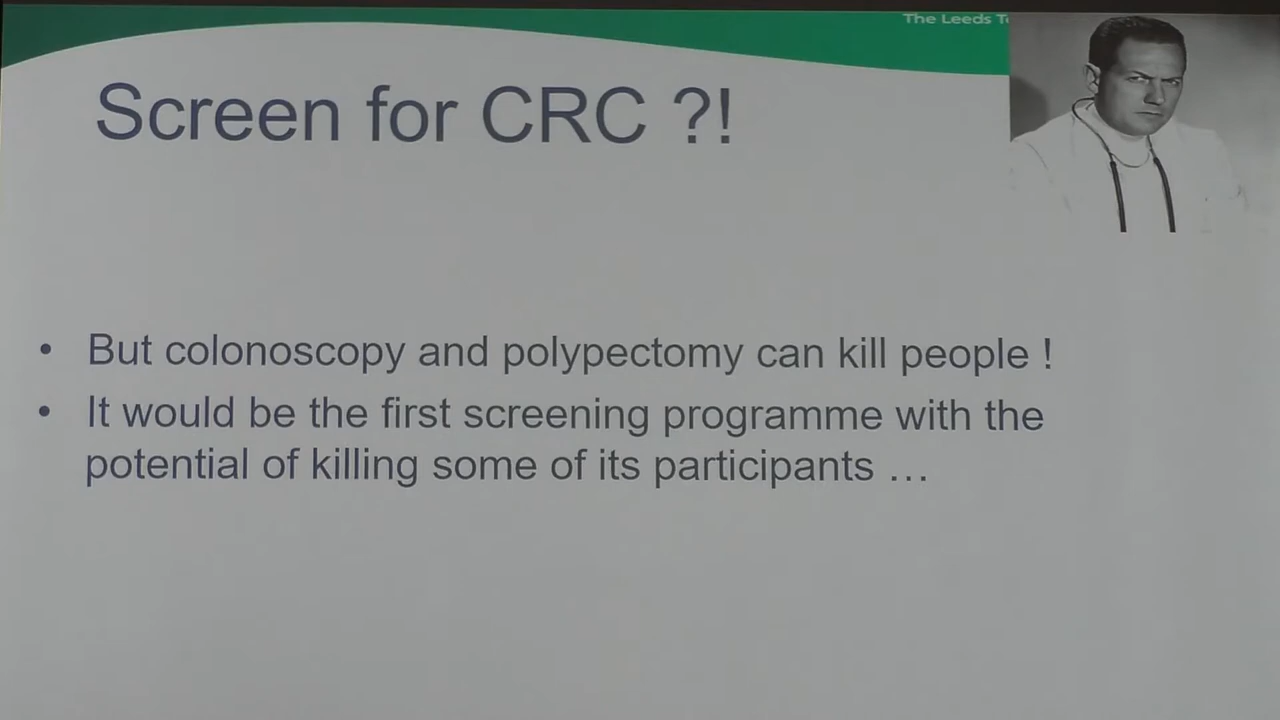 The Leeds
Screen for CRC ?!
• But colonoscopy and polypectomy can kill people !
• It would be the first screening programme with the
potential of killing some of its participants …